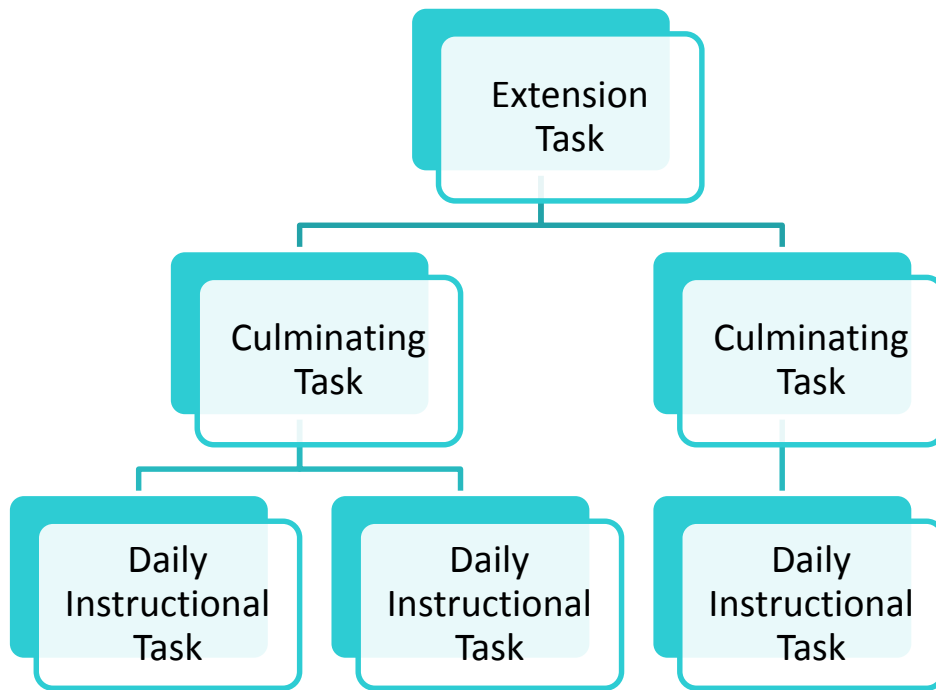 Extension
Task
Culminating
Task
Culminating
Task
Daily
Instructional
Task
Daily
Instructional
Task
Daily
Instructional
Task